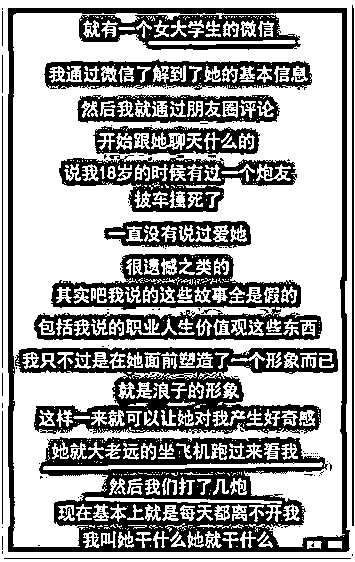 就有一个女大学生的微信
我通过微信了解到了她的基本信息
然后我就通过朋友圈评论
开始跟她聊天什么的
说我18岁的时候有过一个炮友
被车撞死了
一直没有说过爱她
很遗憾之类的
其实吧我说的这些故事全是假的
包括我说的职业人生价值观这些东西
我只不过是在她面前塑造了一个形象而已
就是浪子的形象
这样一来就可以让她对我产生好奇感
她就大老远的坐飞机跑过来看我
然后我们打了几炮
现在基本上就是每天都离不开我
我叫她干什么她就干什么